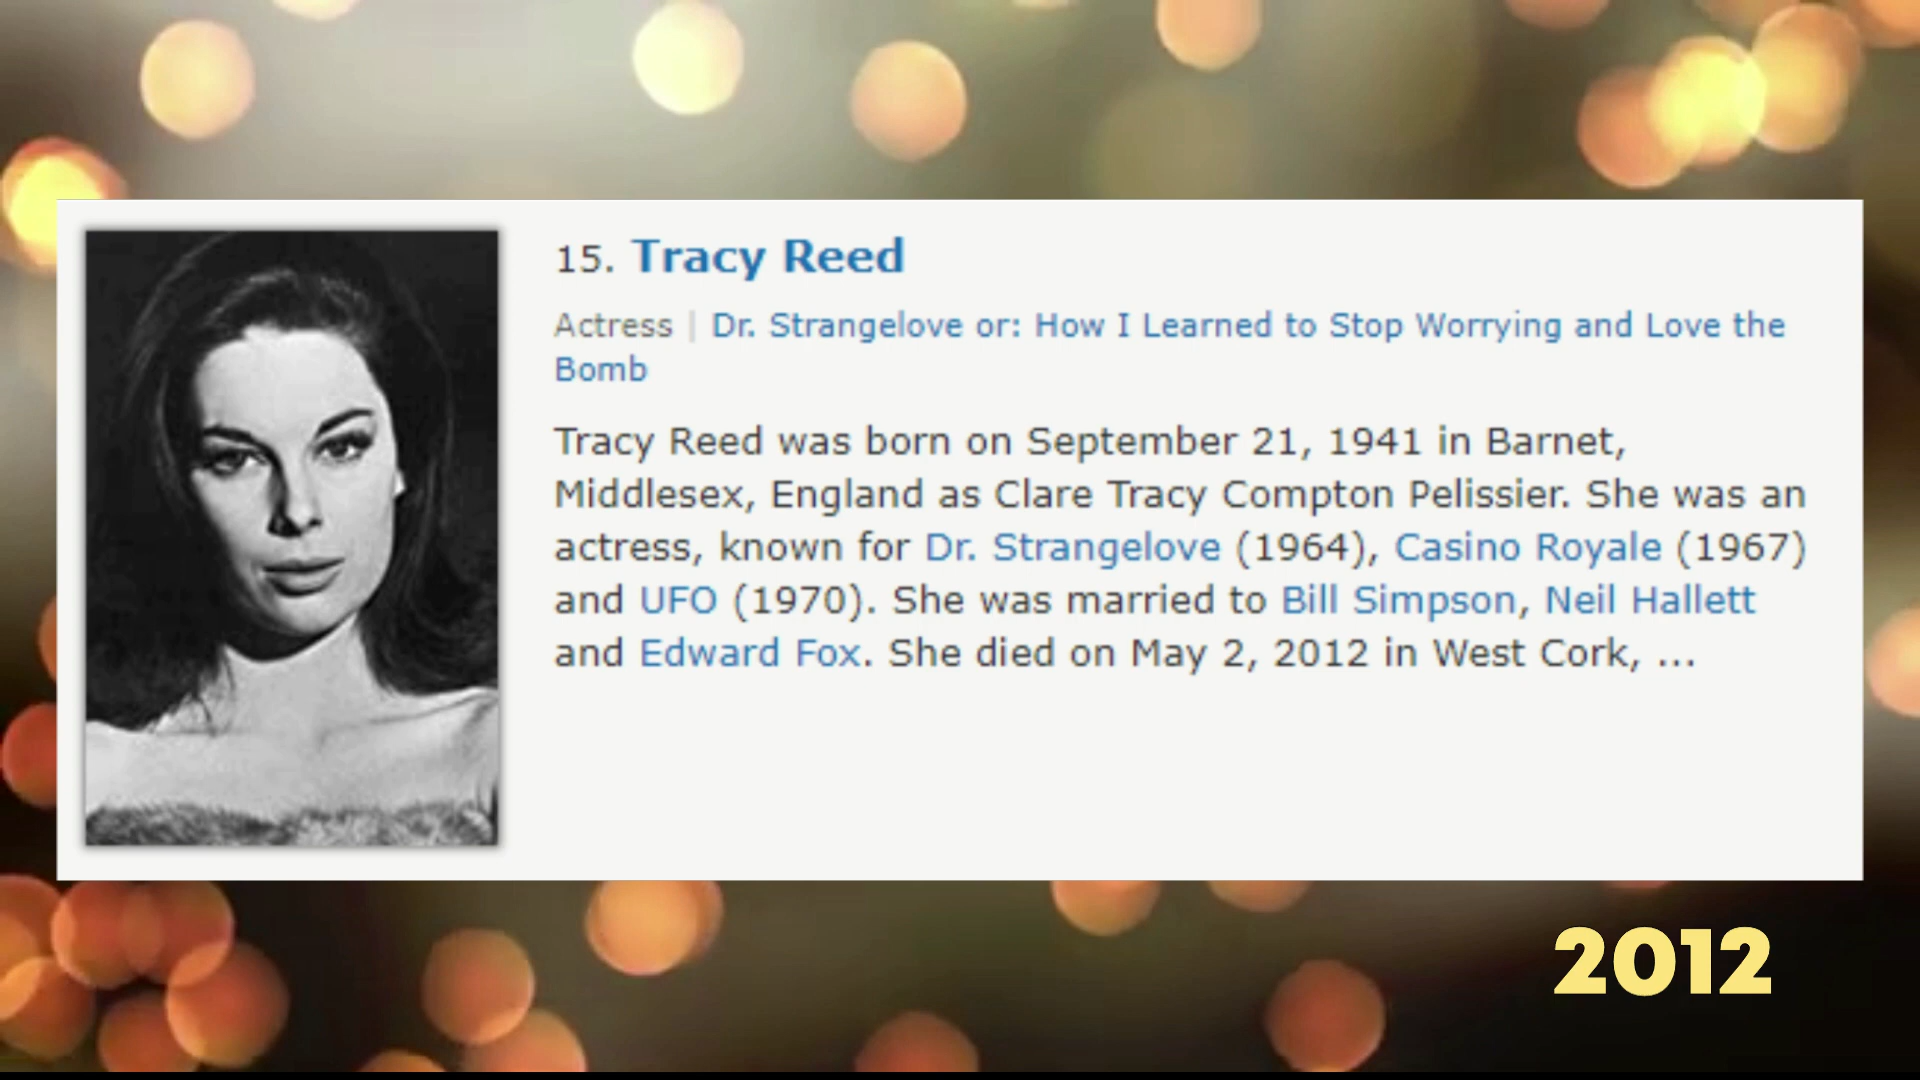 15. Tracy Reed
Actress | Dr. Strangelove or: How I Learned to Stop Worrying and Love the
Bomb
Tracy Reed was born on September 21, 1941 in Barnet,
Middlesex, England as Clare Tracy Compton Pelissier. She was an
actress, known for Dr. Strangelove (1964), Casino Royale (1967)
and UFO (1970). She was married to Bill Simpson, Neil Hallett
and Edward Fox. She died on May 2, 2012 in West Cork, ...
2012